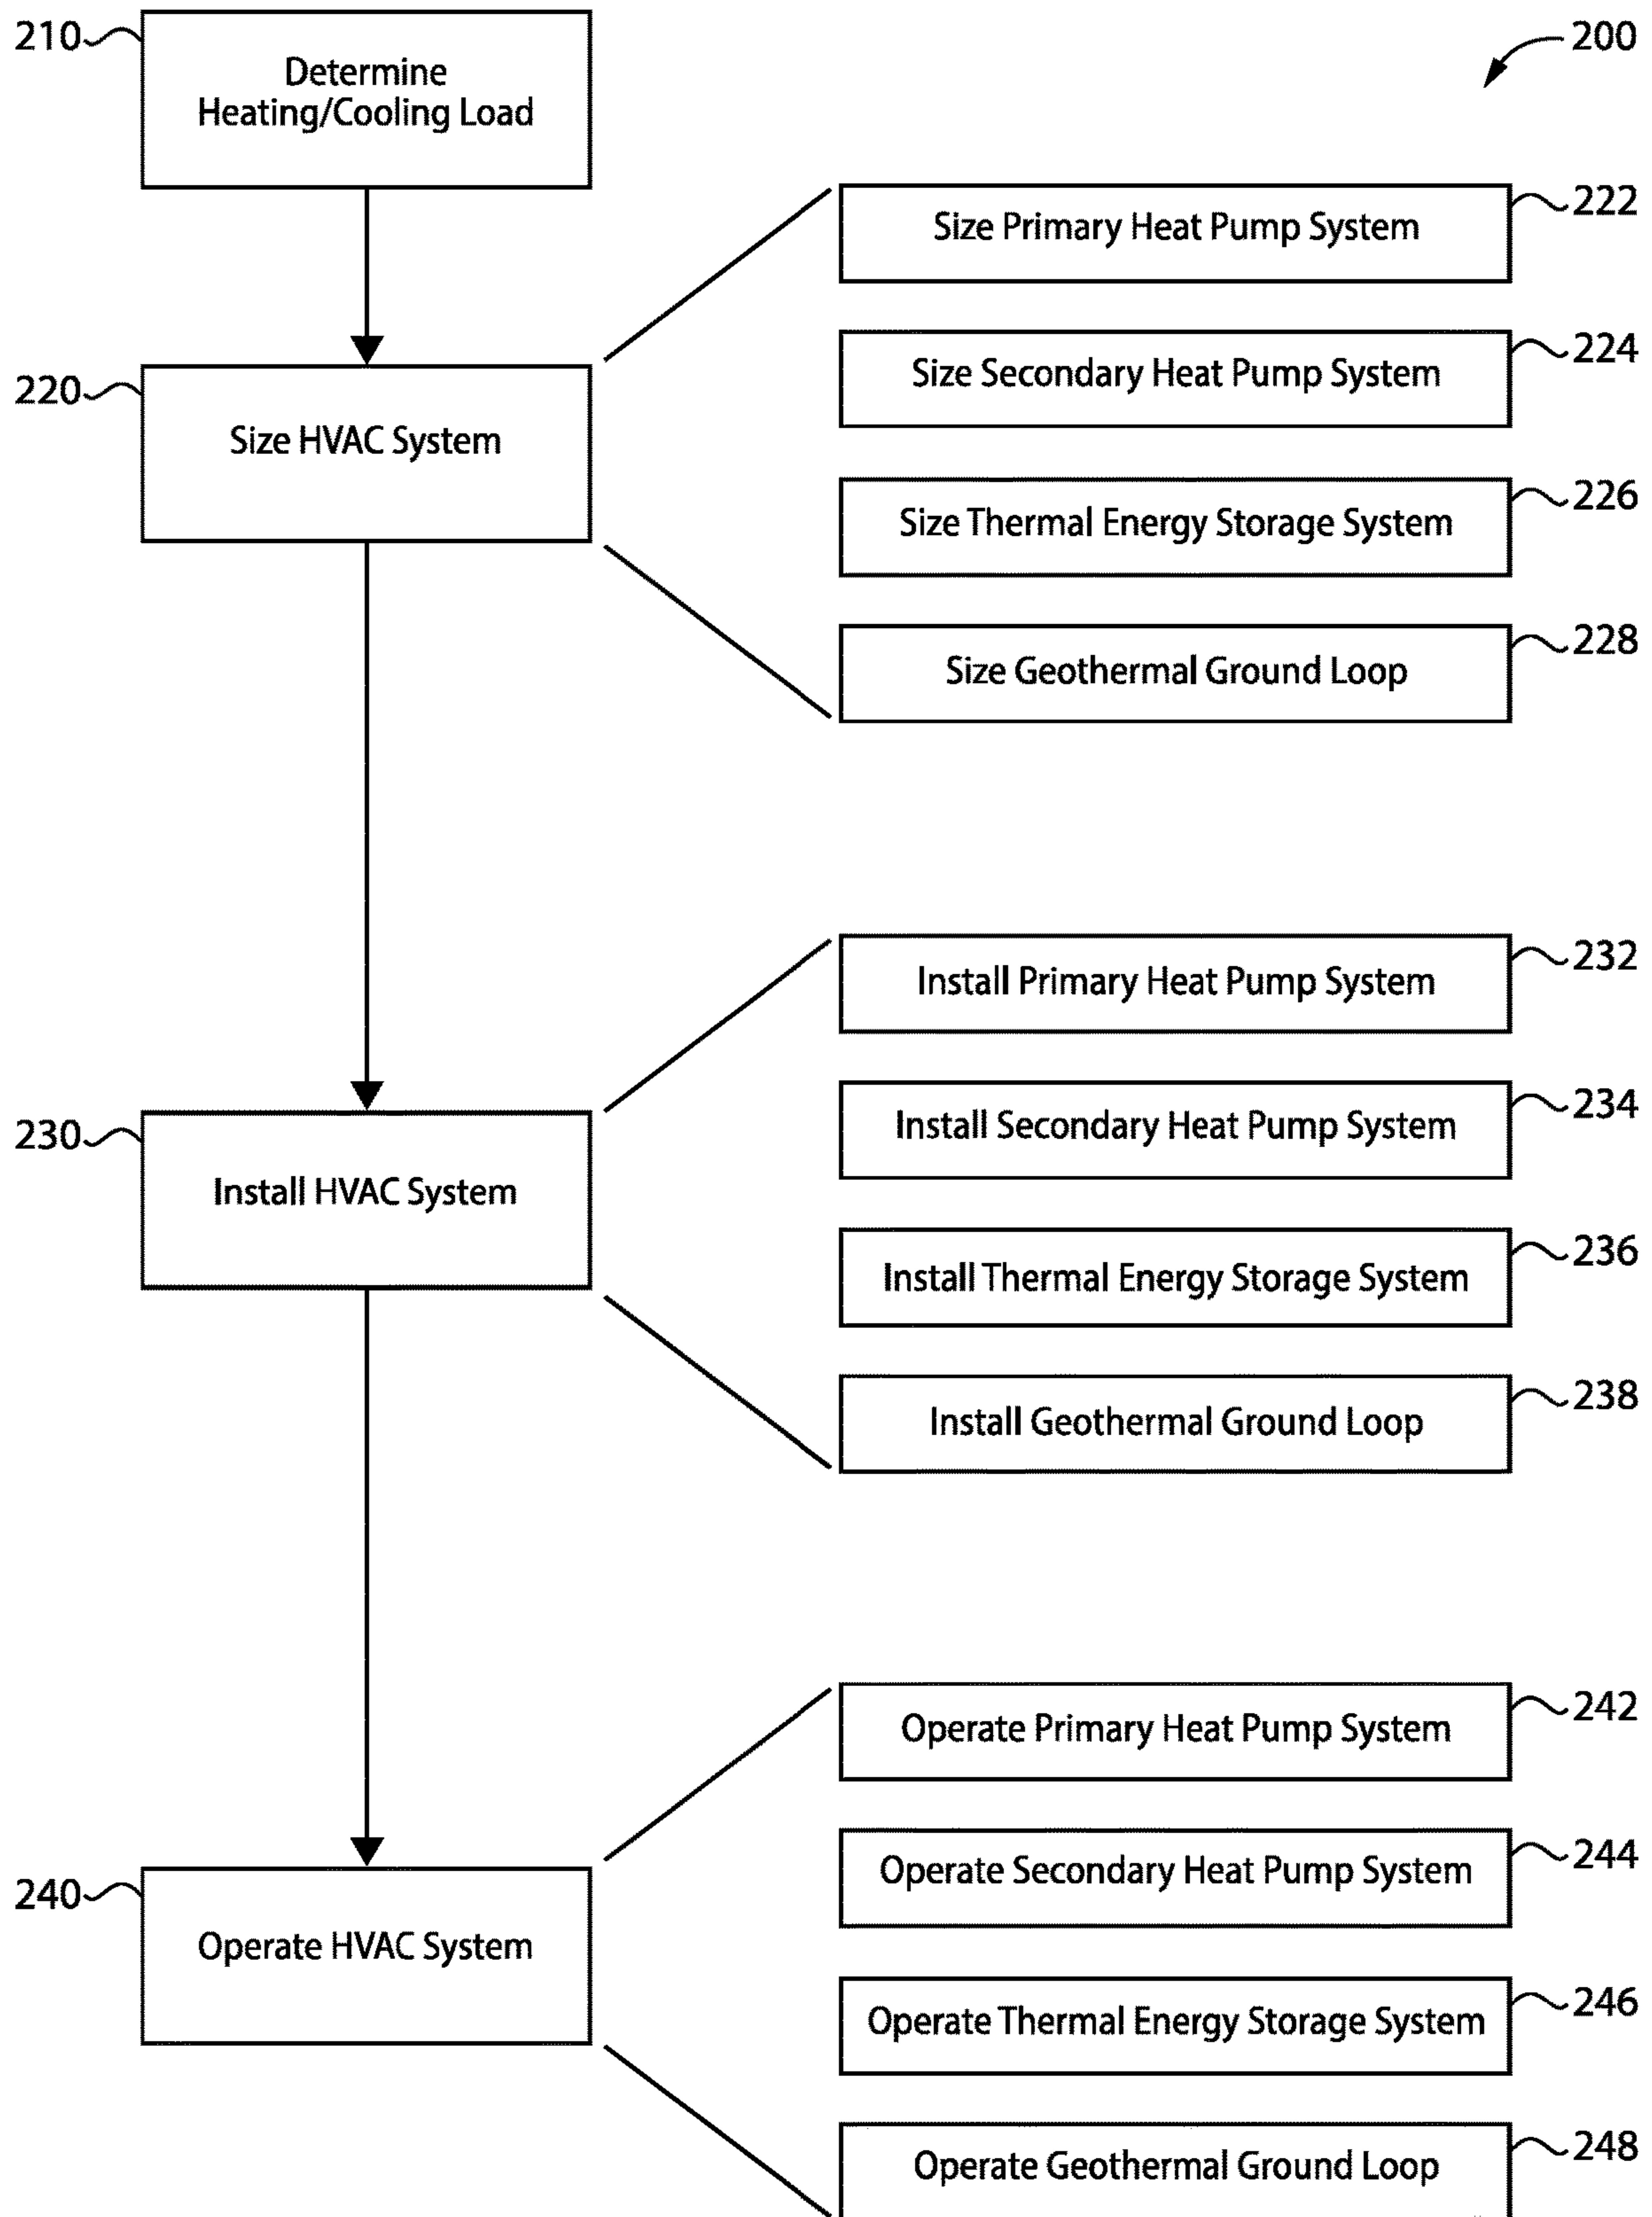 210
Determine
Heating/Cooling Load
200
220
Size HVAC System
222
Size Primary Heat Pump System
224
Size Secondary Heat Pump System
226
Size Thermal Energy Storage System
228
Size Geothermal Ground Loop
230
Install HVAC System
232
Install Primary Heat Pump System
234
Install Secondary Heat Pump System
236
Install Thermal Energy Storage System
238
Install Geothermal Ground Loop
240
Operate HVAC System
242
Operate Primary Heat Pump System
244
Operate Secondary Heat Pump System
246
Operate Thermal Energy Storage System
248
Operate Geothermal Ground Loop